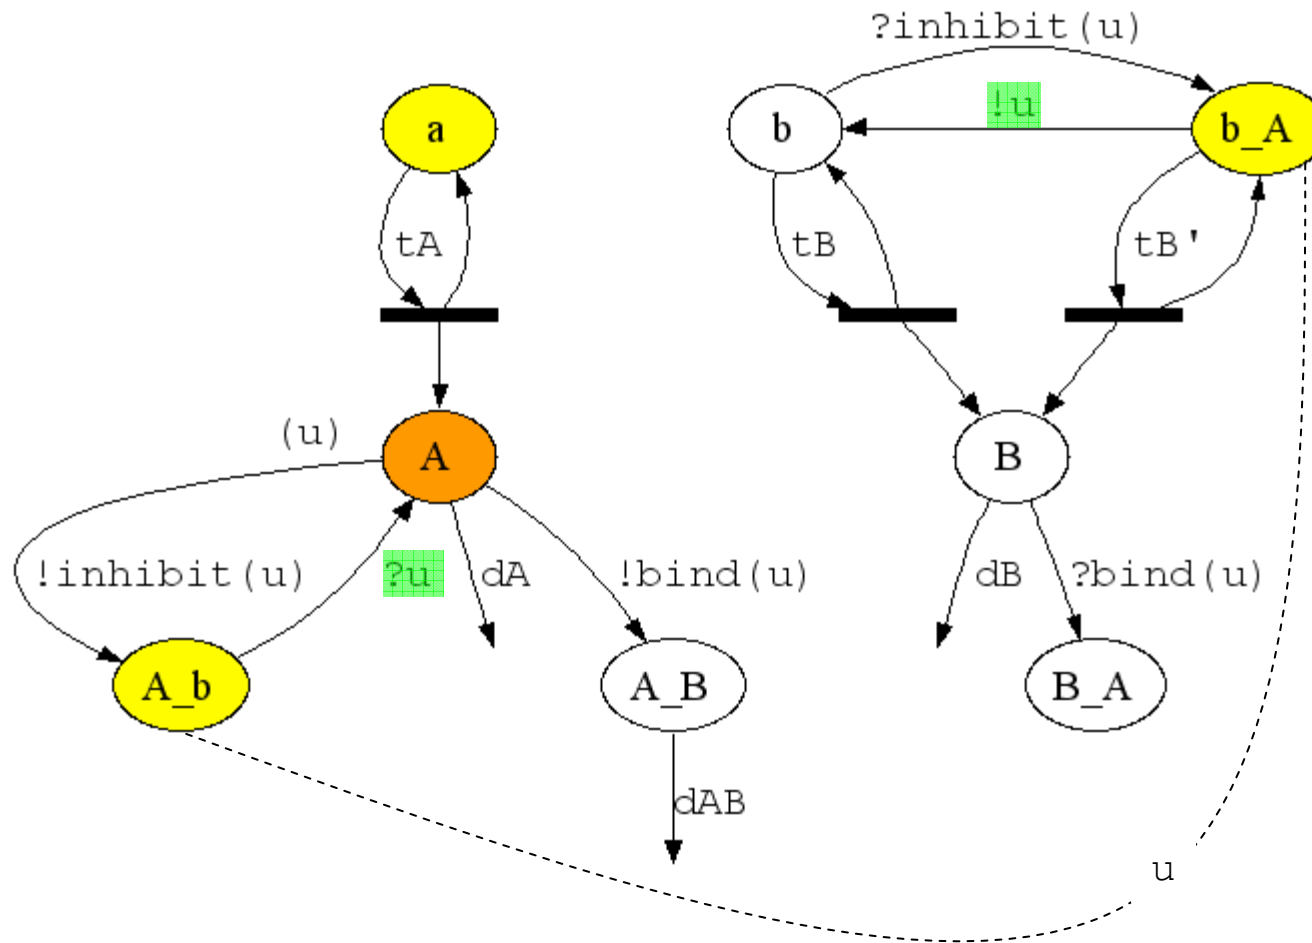 ?inhibit(u)
!u
a
b
b_A
tA
tB
tB'
(u)
A
B
!inhibit(u)
?u
dA
!bind(u)
dB
?bind(u)
A_b
A_B
B_A
dAB
u